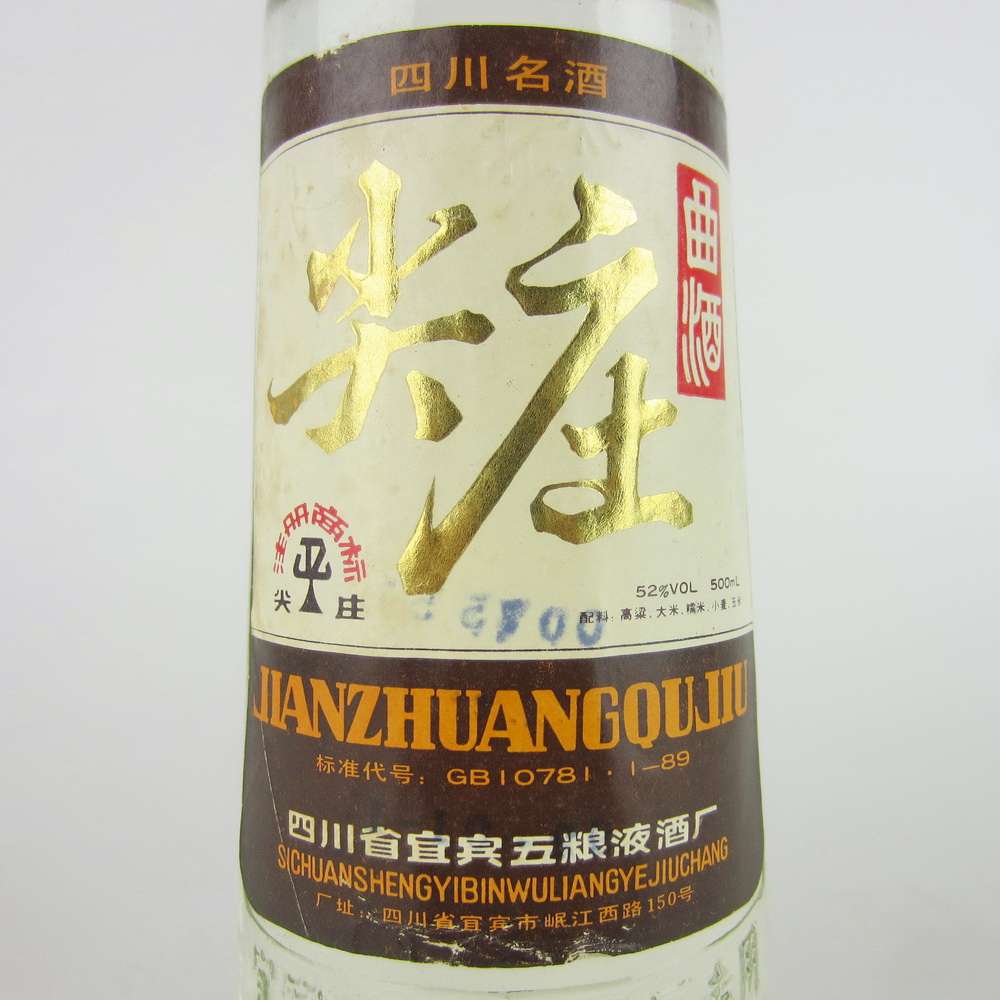 四川名酒
尖庄
曲酒
注册商标
尖庄
52%VOL 500mL
配料: 高粱、大米、糯米、小麦、玉米
JIANZHUANGQUJIU
标准代号: GB10781·1-89
四川省宜宾五粮液酒厂
SICHUANSHENGYIBINWULIANGYEJIUCHANG
厂址: 四川省宜宾市岷江西路150号